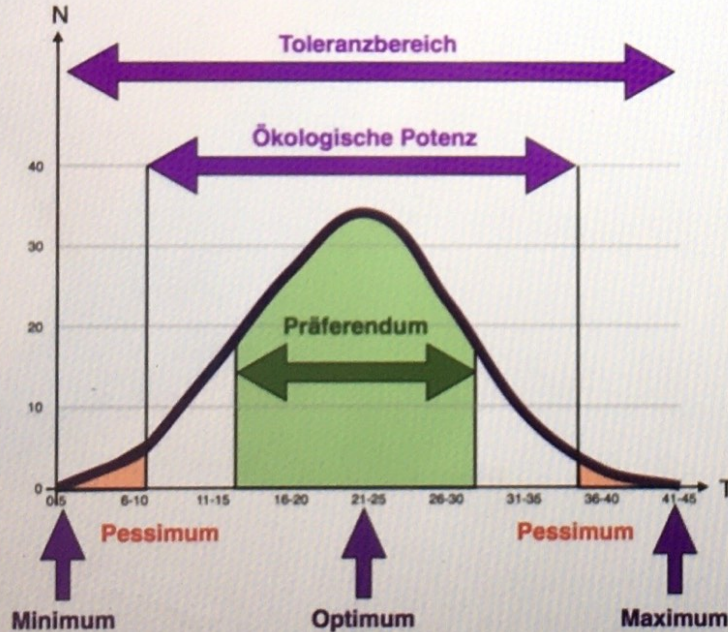 N
Toleranzbereich
Ökologische Potenz
40
30
20
10
0
Präferendum
0-5 6-10 11-15 16-20 21-25 26-30 31-35 36-40 41-45
T
Pessimum Pessimum
Minimum Optimum Maximum